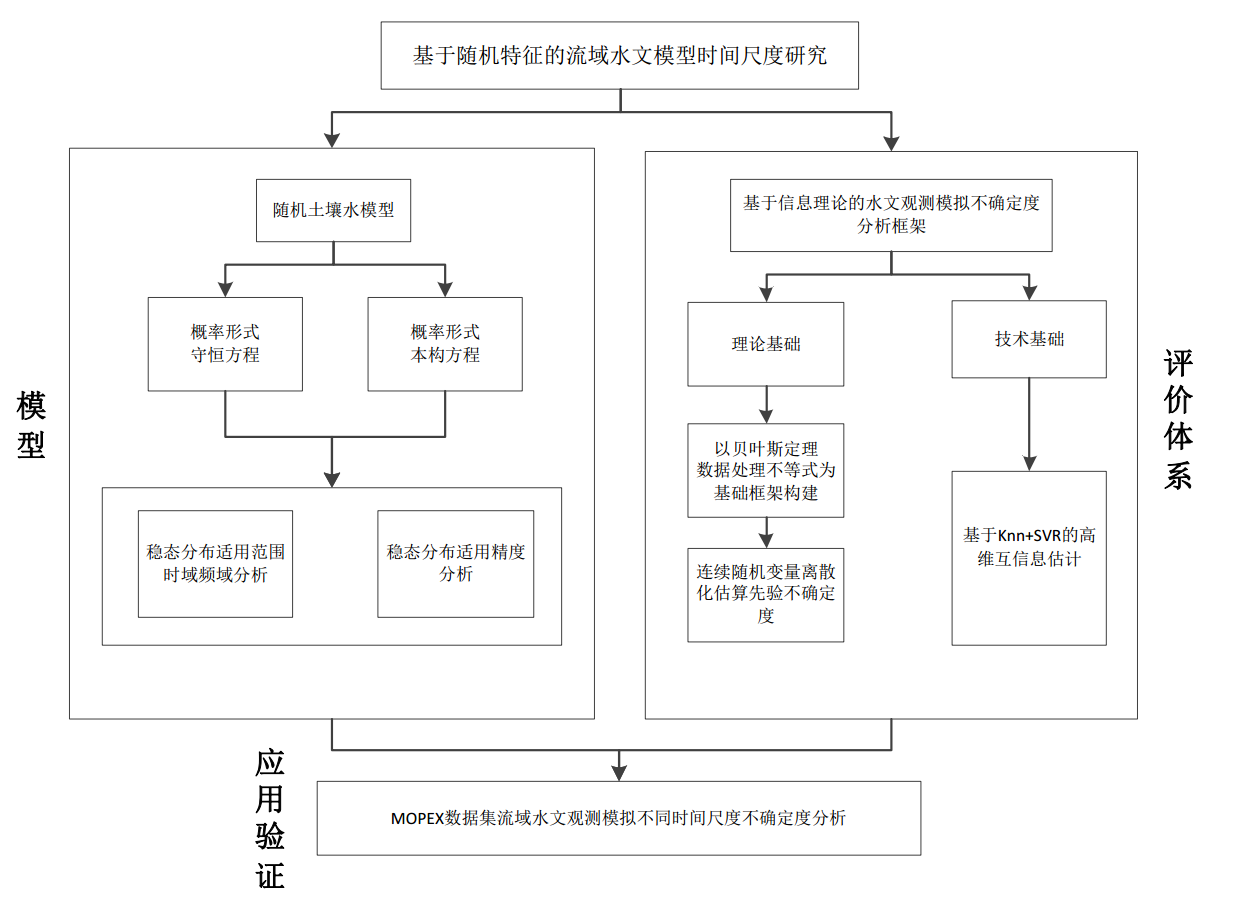 基于随机特征的流域水文模型时间尺度研究
随机土壤水模型
概率形式
守恒方程
概率形式
本构方程
稳态分布适用范围
时域频域分析
稳态分布适用精度
分析
模型
基于信息理论的水文观测模拟不确定度
分析框架
理论基础
技术基础
以贝叶斯定理
数据处理不等式为
基础框架构建
连续随机变量离散
化估算先验不确定
度
基于Knn+SVR的高
维互信息估计
评价体系
应用验证
MOPEX数据集流域水文观测模拟不同时间尺度不确定度分析